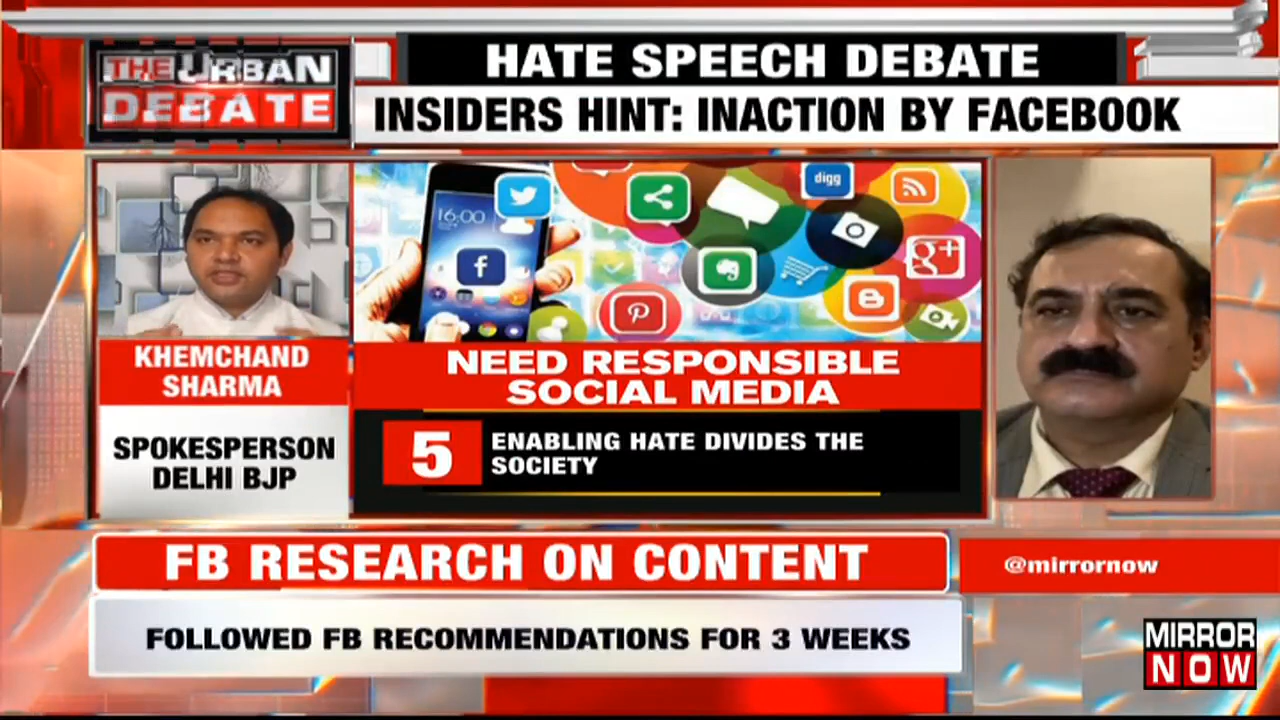 THE URBAN
DEBATE
HATE SPEECH DEBATE
INSIDERS HINT: INACTION BY FACEBOOK
16:00
digg
g+
KHEMCHAND
SHARMA
SPOKESPERSON
DELHI BJP
NEED RESPONSIBLE
SOCIAL MEDIA
5
ENABLING HATE DIVIDES THE
SOCIETY
FB RESEARCH ON CONTENT
@mirrornow
FOLLOWED FB RECOMMENDATIONS FOR 3 WEEKS
MIRROR
NOW